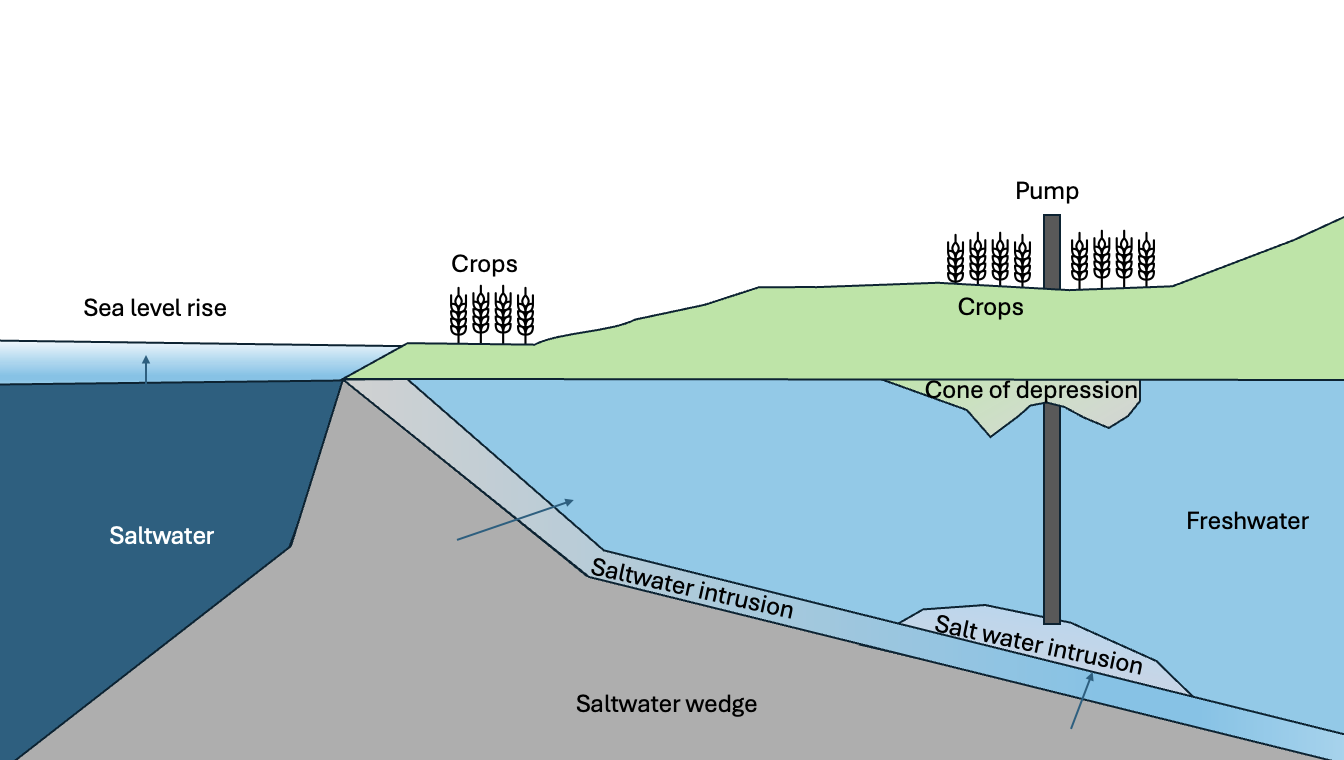 Pump
Crops
Sea level rise
Crops
Cone of depression
Freshwater
Saltwater
Saltwater intrusion
Salt water intrusion
Saltwater wedge